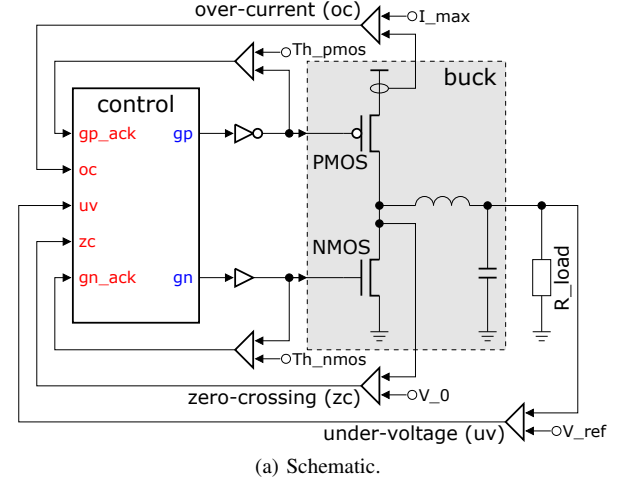 over-current (oc)
I_max
Th_pmos
buck
control
gp_ack
gp
oc
PMOS
uv
zc
NMOS
gn_ack
gn
R_load
Th_nmos
zero-crossing (zc)
V_0
under-voltage (uv)
V_ref
(a) Schematic.